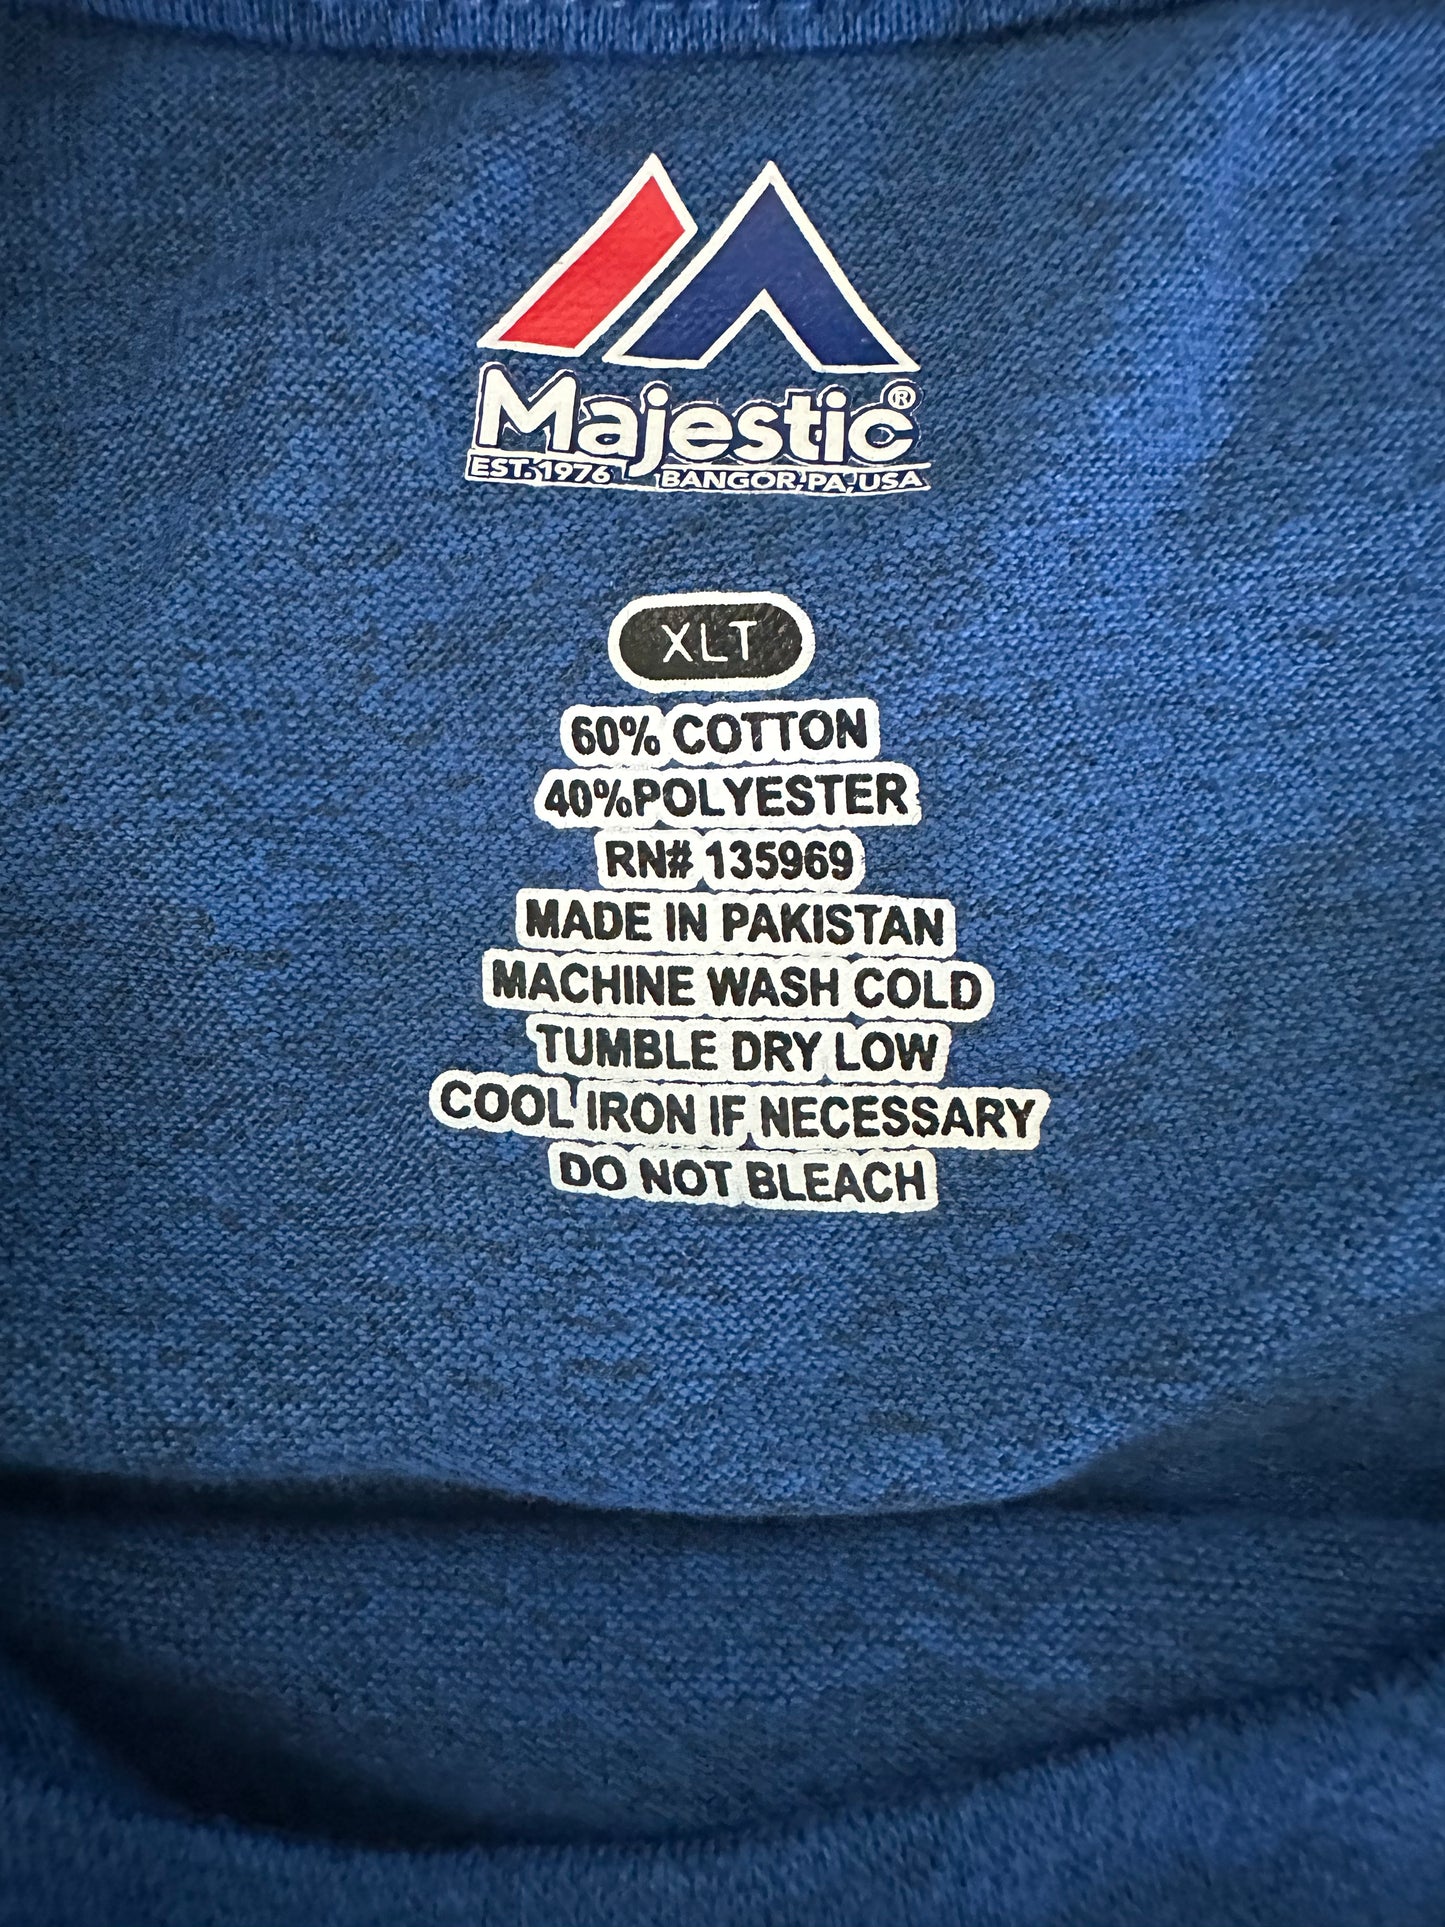 Majestic®
EST. 1976 BANGOR, PA, USA
XLT
60% COTTON
40%POLYESTER
RN# 135969
MADE IN PAKISTAN
MACHINE WASH COLD
TUMBLE DRY LOW
COOL IRON IF NECESSARY
DO NOT BLEACH